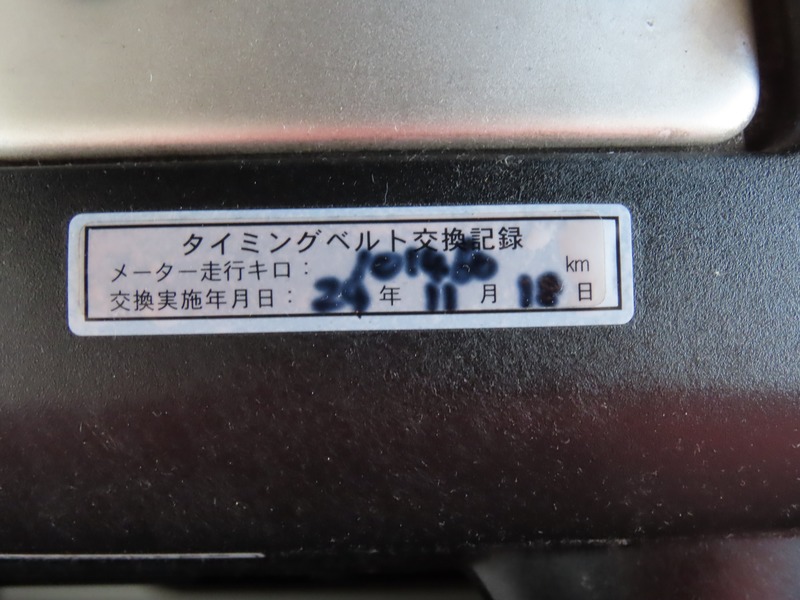 タイミングベルト交換記録
メーター走行キロ： km
交換実施年月日： 24 年 11 月 18 日